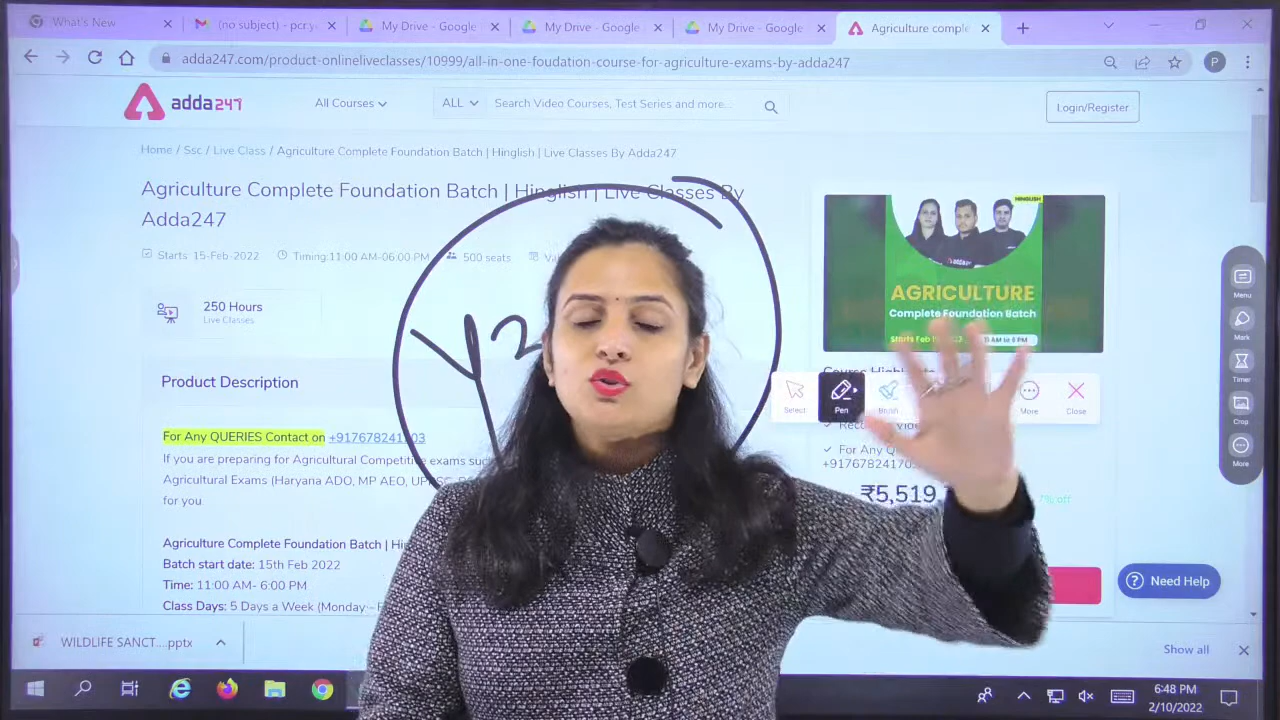 What's New
(no subject) - pcr.ye
My Drive - Google
My Drive - Google
My Drive - Google
Agriculture comple
adda247.com/product-onlineliveclasses/10999/all-in-one-foudation-course-for-agriculture-exams-by-adda247
P
adda247
All Courses
ALL
Search Video Courses, Test Series and more...
Login/Register
Home / Ssc / Live Class / Agriculture Complete Foundation Batch | Hinglish | Live Classes By Adda247
Agriculture Complete Foundation Batch | Hinglish | Live Classes By
Adda247
Starts 15-Feb-2022
Timing:11:00 AM-06:00 PM
500 seats
250 Hours
Live Classes
HINGLISH
AGRICULTURE
Complete Foundation Batch
Product Description
For Any QUERIES Contact on
If you are preparing for Agricultural Competitive exams
Agricultural Exams (Haryana ADO, MP AEO,
for you
Agriculture Complete Foundation Batch |
Batch start date: 15th Feb 2022
Time: 11:00 AM- 6:00 PM
Class Days: 5 Days a Week (Monday -
Y2
Course Highlights
Select
Pen
Brush
More
Close
For Any
₹5,519
% off
Need Help
Menu
Mark
Timer
Crop
More
WILDLIFE SANCT....pptx
Show all
6:48 PM
2/10/2022